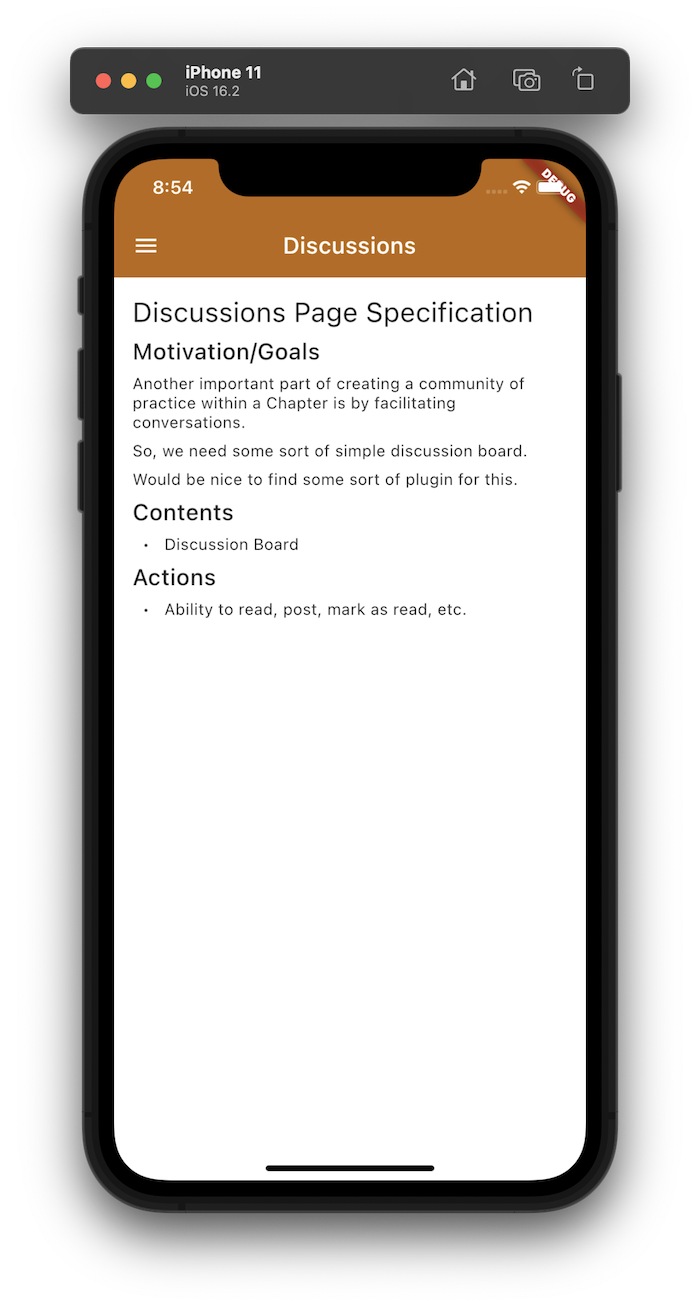 iPhone 11
iOS 16.2
8:54
DEBUG
Discussions
Discussions Page Specification
Motivation/Goals
Another important part of creating a community of
practice within a Chapter is by facilitating
conversations.
So, we need some sort of simple discussion board.
Would be nice to find some sort of plugin for this.
Contents
• Discussion Board
Actions
• Ability to read, post, mark as read, etc.